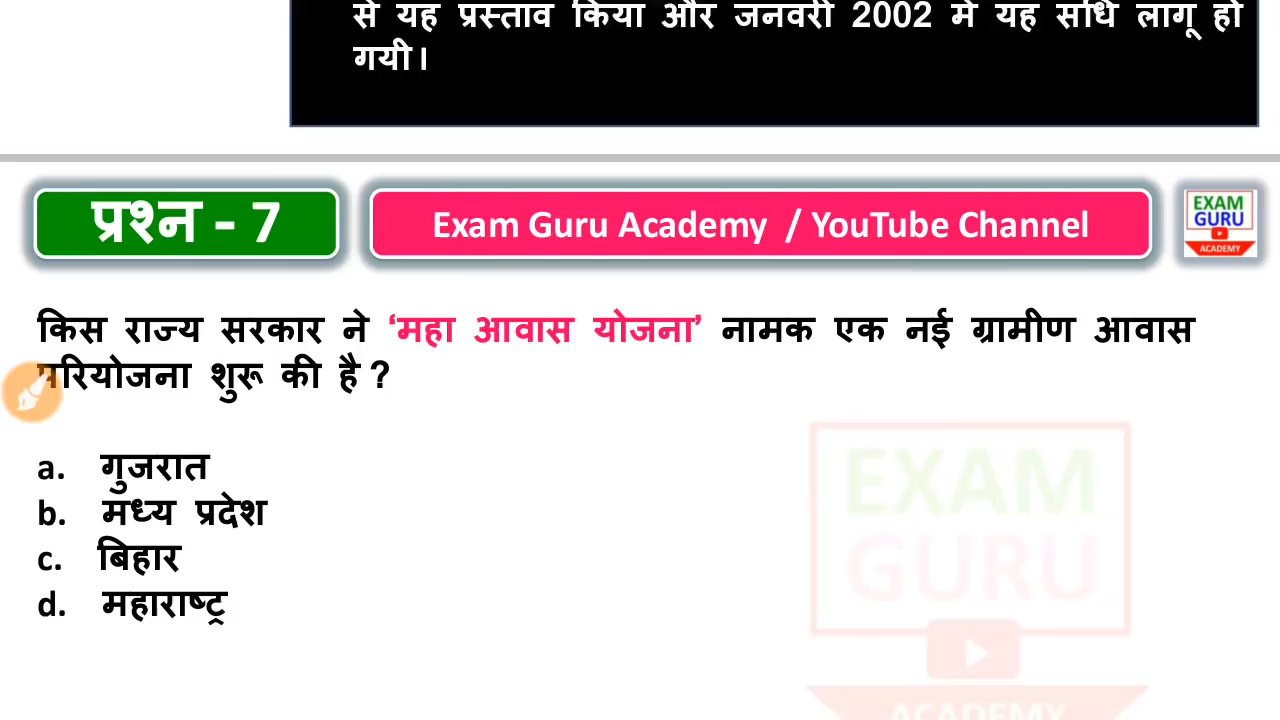 से यह प्रस्ताव किया और जनवरी 2002 में यह संधि लागू हो
गयी।
प्रश्न - 7
Exam Guru Academy / YouTube Channel
EXAM
GURU
ACADEMY
किस राज्य सरकार ने ‘महा आवास योजना’ नामक एक नई ग्रामीण आवास
परियोजना शुरू की है ?
a. गुजरात
b. मध्य प्रदेश
c. बिहार
d. महाराष्ट्र
EXAM
GURU
ACADEMY